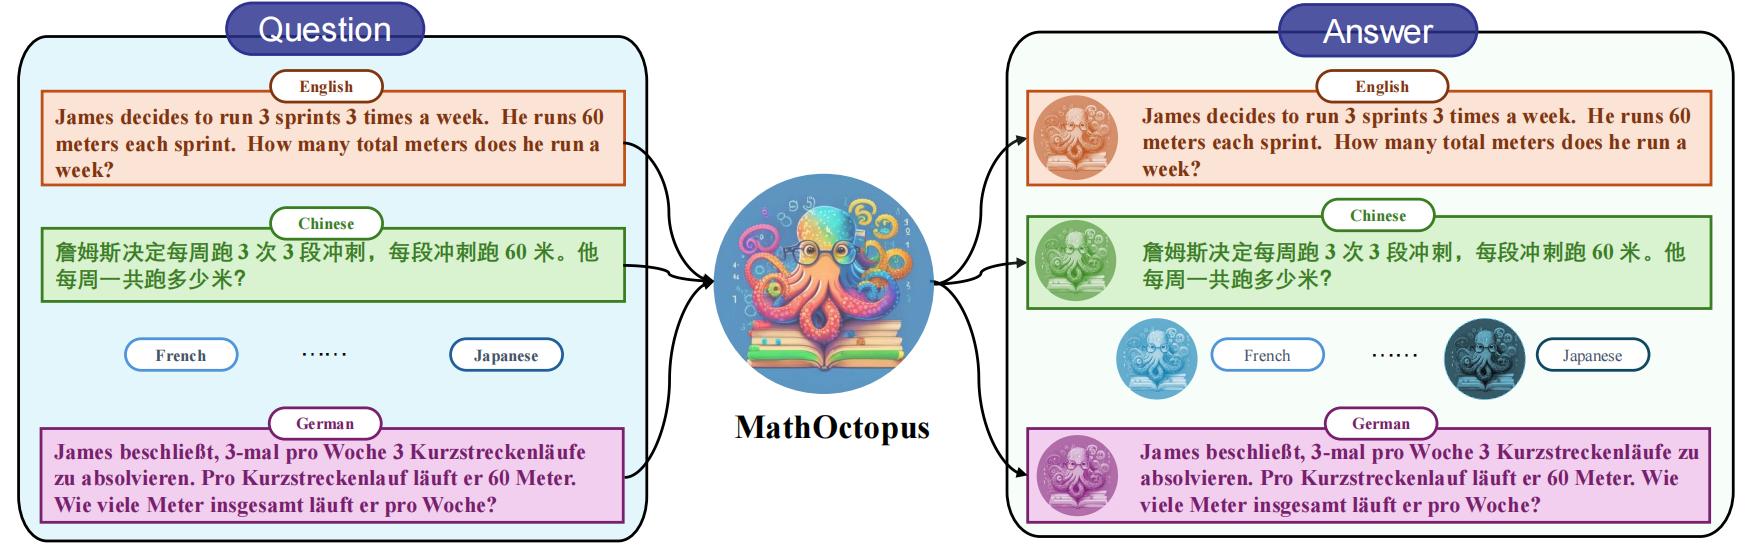 Question
English
James decides to run 3 sprints 3 times a week. He runs 60
meters each sprint. How many total meters does he run a
week?
Chinese
詹姆斯决定每周跑 3 次 3 段冲刺，每段冲刺跑 60 米。他
每周一共跑多少米？
French
······
Japanese
German
James beschließt, 3-mal pro Woche 3 Kurzstreckenläufe
zu absolvieren. Pro Kurzstreckenlauf läuft er 60 Meter.
Wie viele Meter insgesamt läuft er pro Woche?
MathOctopus
Answer
English
James decides to run 3 sprints 3 times a week. He runs 60
meters each sprint. How many total meters does he run a
week?
Chinese
詹姆斯决定每周跑 3 次 3 段冲刺，每段冲刺跑 60 米。他
每周一共跑多少米？
French
······
Japanese
German
James beschließt, 3-mal pro Woche 3 Kurzstreckenläufe zu
absolvieren. Pro Kurzstreckenlauf läuft er 60 Meter. Wie
viele Meter insgesamt läuft er pro Woche?